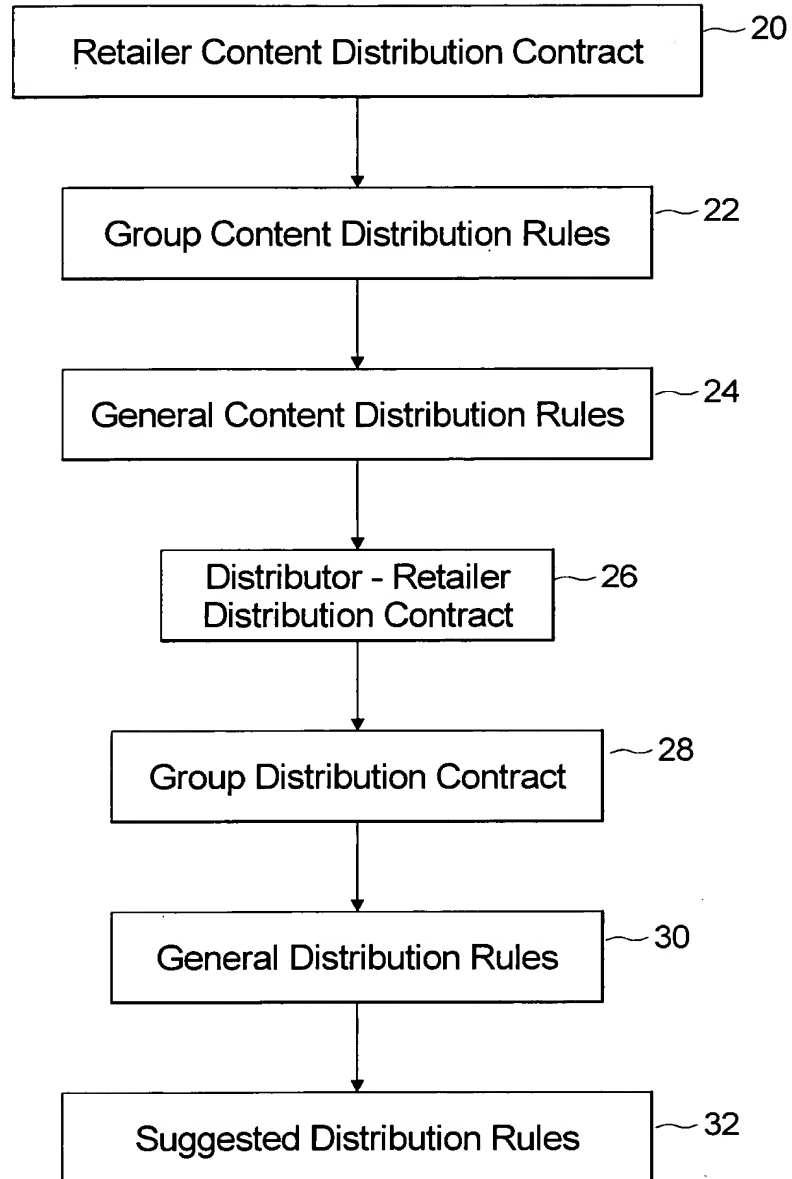 Retailer Content Distribution Contract
20
Group Content Distribution Rules
22
General Content Distribution Rules
24
Distributor - Retailer
Distribution Contract
26
Group Distribution Contract
28
General Distribution Rules
30
Suggested Distribution Rules
32